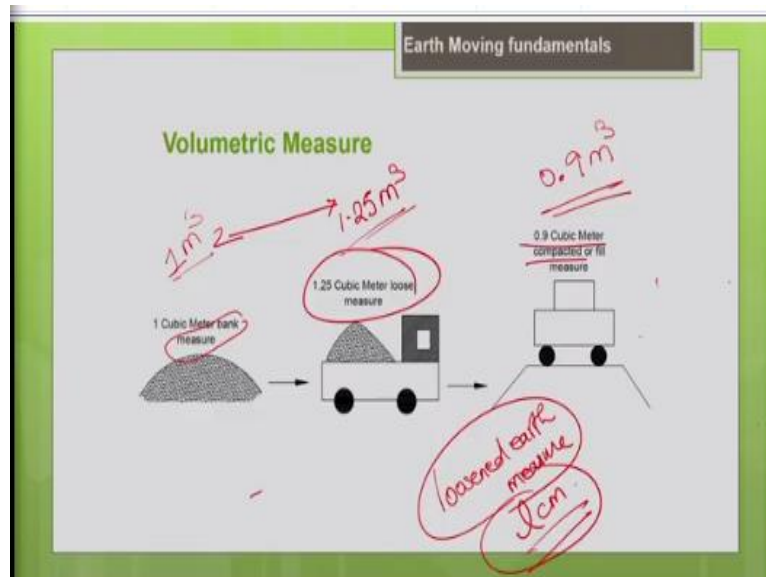 Earth Moving fundamentals
Volumetric Measure
1m³
1.25m³
0.9m³
1 Cubic Meter bank
measure
1.25 Cubic Meter loose
measure
0.9 Cubic Meter
compacted or fill
measure
loosened earth
measure
lcm